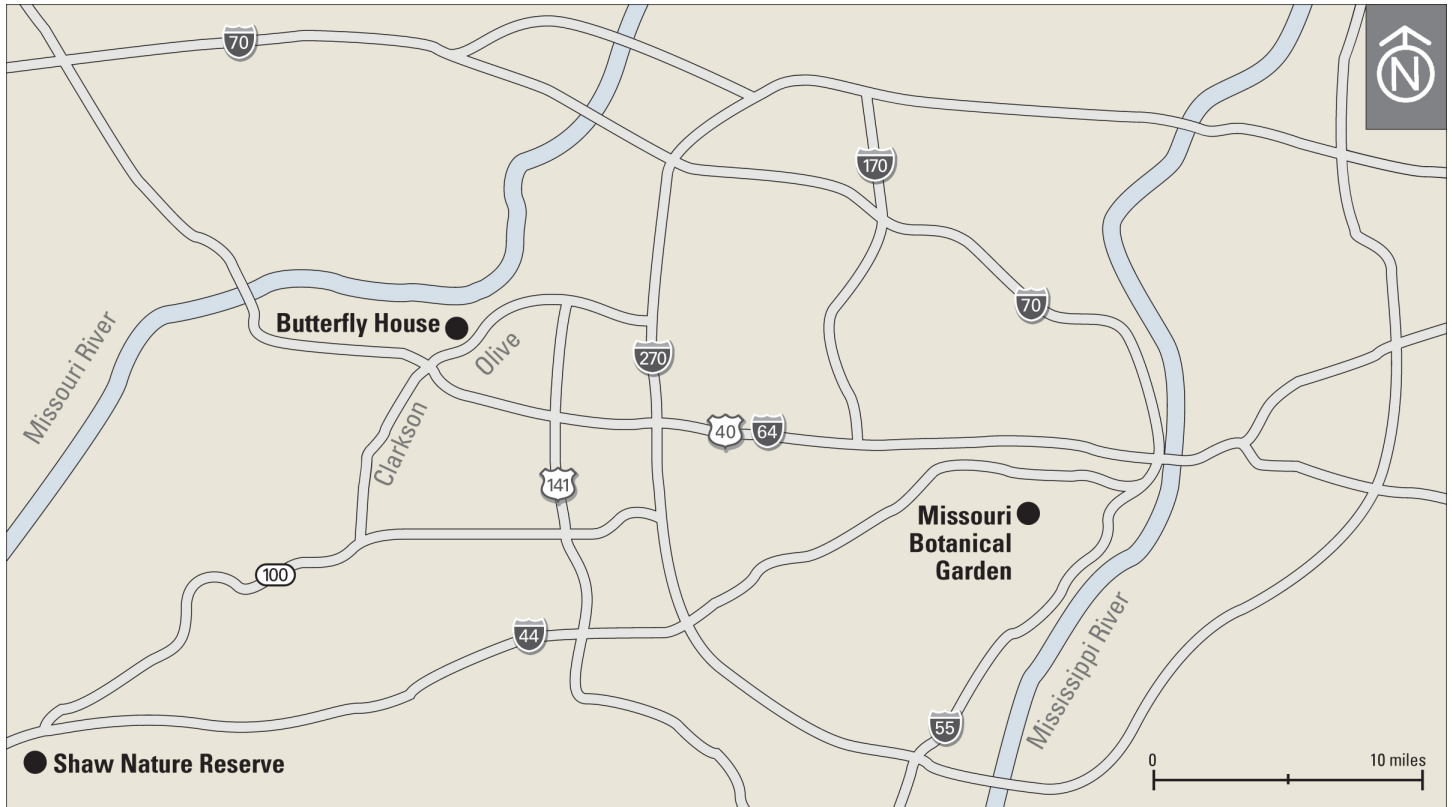 70
N
170
Missouri River
Butterfly House
Olive
70
270
Clarkson
40
64
141
Missouri
Botanical
Garden
100
44
Mississippi River
55
Shaw Nature Reserve
0
10 miles